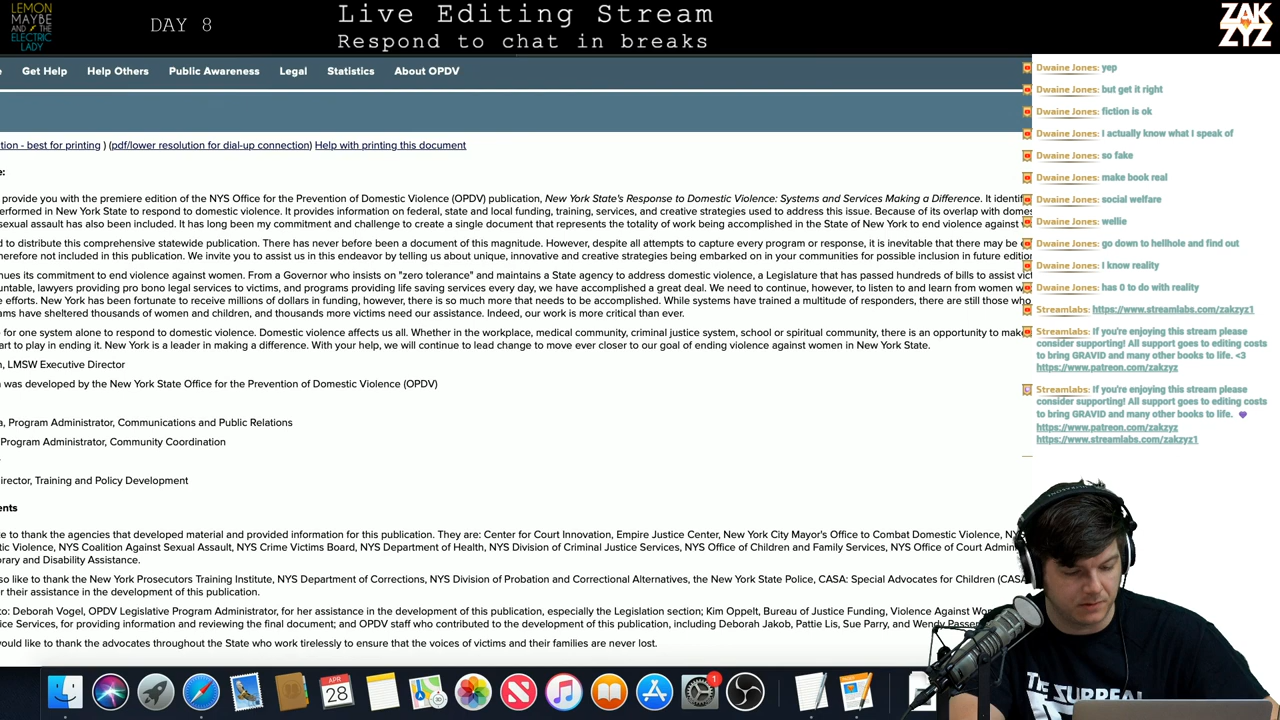 LEMON
MAYBE
AND THE
ELECTRIC
LADY
DAY 8
Live Editing Stream
Respond to chat in breaks
ZAK
ZYZ
Get Help Help Others Public Awareness Legal Statistics About OPDV
tion - best for printing ) (pdf/lower resolution for dial-up connection) Help with printing this document
e:
provide you with the premiere edition of the NYS Office for the Prevention of Domestic Violence (OPDV) publication, New York State's Response to Domestic Violence: Systems and Services Making a Difference. It identif
erformed in New York State to respond to domestic violence. It provides information on federal, state and local funding, training, services, and creative strategies used to address this issue. Because of its overlap with domes
sexual assault has also been included. It has long been my commitment and challenge to create a single document that represents the totality of work being accomplished in the State of New York to end violence against
d to distribute this comprehensive statewide publication. There has never before been a document of this magnitude. However, despite all attempts to capture every program or response, it is inevitable that there may be
herefore not included in this publication. We invite you to assist us in this endeavor by telling us about unique, innovative and creative strategies being embarked on in your communities for possible inclusion in future edition
nues its commitment to end violence against women. From a Governor's Office that has "zero tolerance" and maintains a State agency to address domestic violence, a Legislature that has passed hundreds of bills to assist vict
untable, lawyers providing pro bono legal services to victims, and programs that provide life saving services every day, we have accomplished a great deal. We need to continue, however, to listen to and learn from women w
e efforts. New York has been fortunate to receive millions of dollars in funding; however, there is so much more that needs to be accomplished. While systems have trained a multitude of responders, there are still those who
ams have sheltered thousands of women and children, and thousands more victims need our assistance. Indeed, our work is more critical than ever.
e for one system alone to respond to domestic violence. Domestic violence affects us all. Whether in the workplace, medical community, criminal justice system, school or spiritual community, there is an opportunity to make
art to play in ending it. New York is a leader in making a difference. With your help, we will continue to lead change to move ever closer to our goal of ending violence against women in New York State.
n, LMSW Executive Director
n was developed by the New York State Office for the Prevention of Domestic Violence (OPDV)
a, Program Administrator, Communications and Public Relations
Program Administrator, Community Coordination
irector, Training and Policy Development
ents
e to thank the agencies that developed material and provided information for this publication. They are: Center for Court Innovation, Empire Justice Center, New York City Mayor's Office to Combat Domestic Violence, NY
tic Violence, NYS Coalition Against Sexual Assault, NYS Crime Victims Board, NYS Department of Health, NYS Division of Criminal Justice Services, NYS Office of Children and Family Services, NYS Office of Court Admin
orary and Disability Assistance.
so like to thank the New York Prosecutors Training Institute, NYS Department of Corrections, NYS Division of Probation and Correctional Alternatives, the New York State Police, CASA: Special Advocates for Children (CASA
r their assistance in the development of this publication.
to: Deborah Vogel, OPDV Legislative Program Administrator, for her assistance in the development of this publication, especially the Legislation section; Kim Oppelt, Bureau of Justice Funding, Violence Against Wo
ice Services, for providing information and reviewing the final document; and OPDV staff who contributed to the development of this publication, including Deborah Jakob, Pattie Lis, Sue Parry, and Wendy Passer
ould like to thank the advocates throughout the State who work tirelessly to ensure that the voices of victims and their families are never lost.
Dwaine Jones: yep
Dwaine Jones: but get it right
Dwaine Jones: fiction is ok
Dwaine Jones: I actually know what I speak of
Dwaine Jones: so fake
Dwaine Jones: make book real
Dwaine Jones: social welfare
Dwaine Jones: wellie
Dwaine Jones: go down to hellhole and find out
Dwaine Jones: I know reality
Dwaine Jones: has 0 to do with reality
Streamlabs: https://www.streamlabs.com/zakzyz1
Streamlabs: If you're enjoying this stream please
consider supporting! All support goes to editing costs
to bring GRAVID and many other books to life. <3
https://www.patreon.com/zakzyz
Streamlabs: If you're enjoying this stream please
consider supporting! All support goes to editing costs
to bring GRAVID and many other books to life. 💜
https://www.patreon.com/zakzyz
https://www.streamlabs.com/zakzyz1
APR
28
1
THE SURREAL